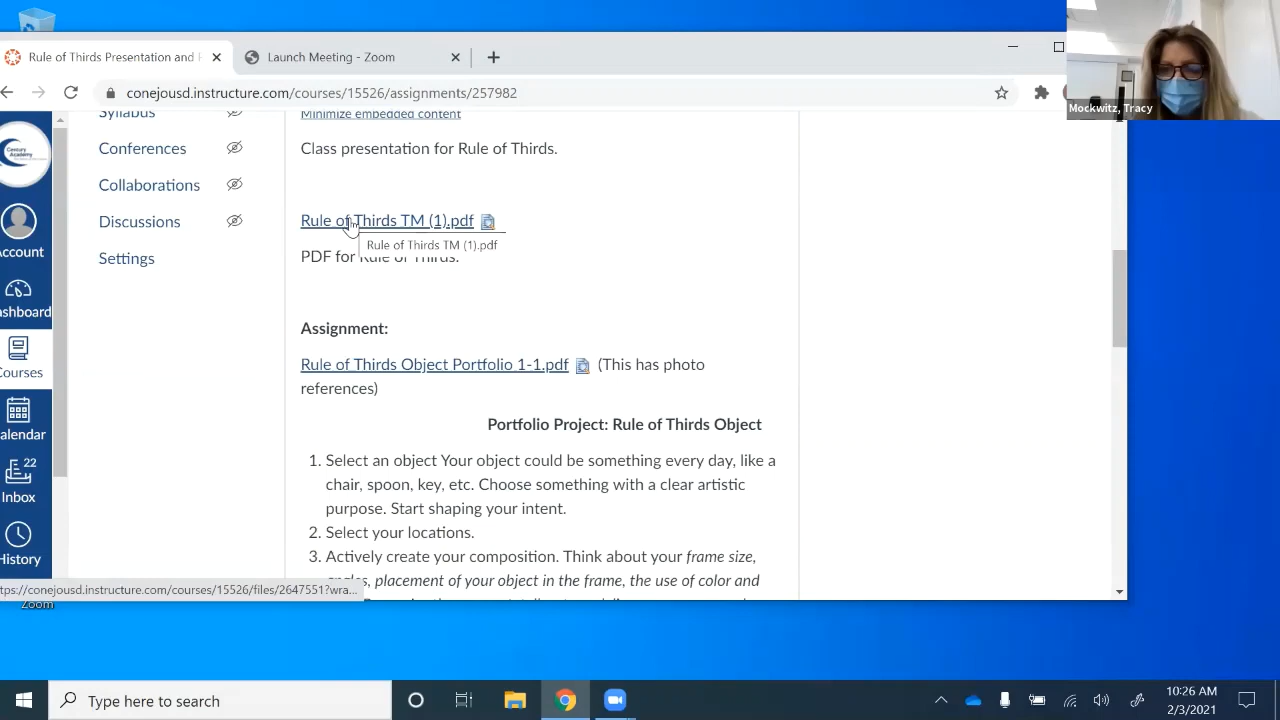 Rule of Thirds Presentation and
Launch Meeting - Zoom
conejousd.instructure.com/courses/15526/assignments/257982
Mockwitz, Tracy
Syllabus
Minimize embedded content
Century
Academy
Conferences
Class presentation for Rule of Thirds.
Collaborations
Discussions
Rule of Thirds TM (1).pdf
Rule of Thirds TM (1).pdf
Settings
PDF for Rule of Thirds.
Account
Dashboard
Courses
Calendar
22
Inbox
History
Assignment:
Rule of Thirds Object Portfolio 1-1.pdf (This has photo
references)
Portfolio Project: Rule of Thirds Object
1. Select an object Your object could be something every day, like a
chair, spoon, key, etc. Choose something with a clear artistic
purpose. Start shaping your intent.
2. Select your locations.
3. Actively create your composition. Think about your frame size,
angles, placement of your object in the frame, the use of color and
tps://conejousd.instructure.com/courses/15526/files/2647551?wra...
Zoom
Type here to search
10:26 AM
2/3/2021